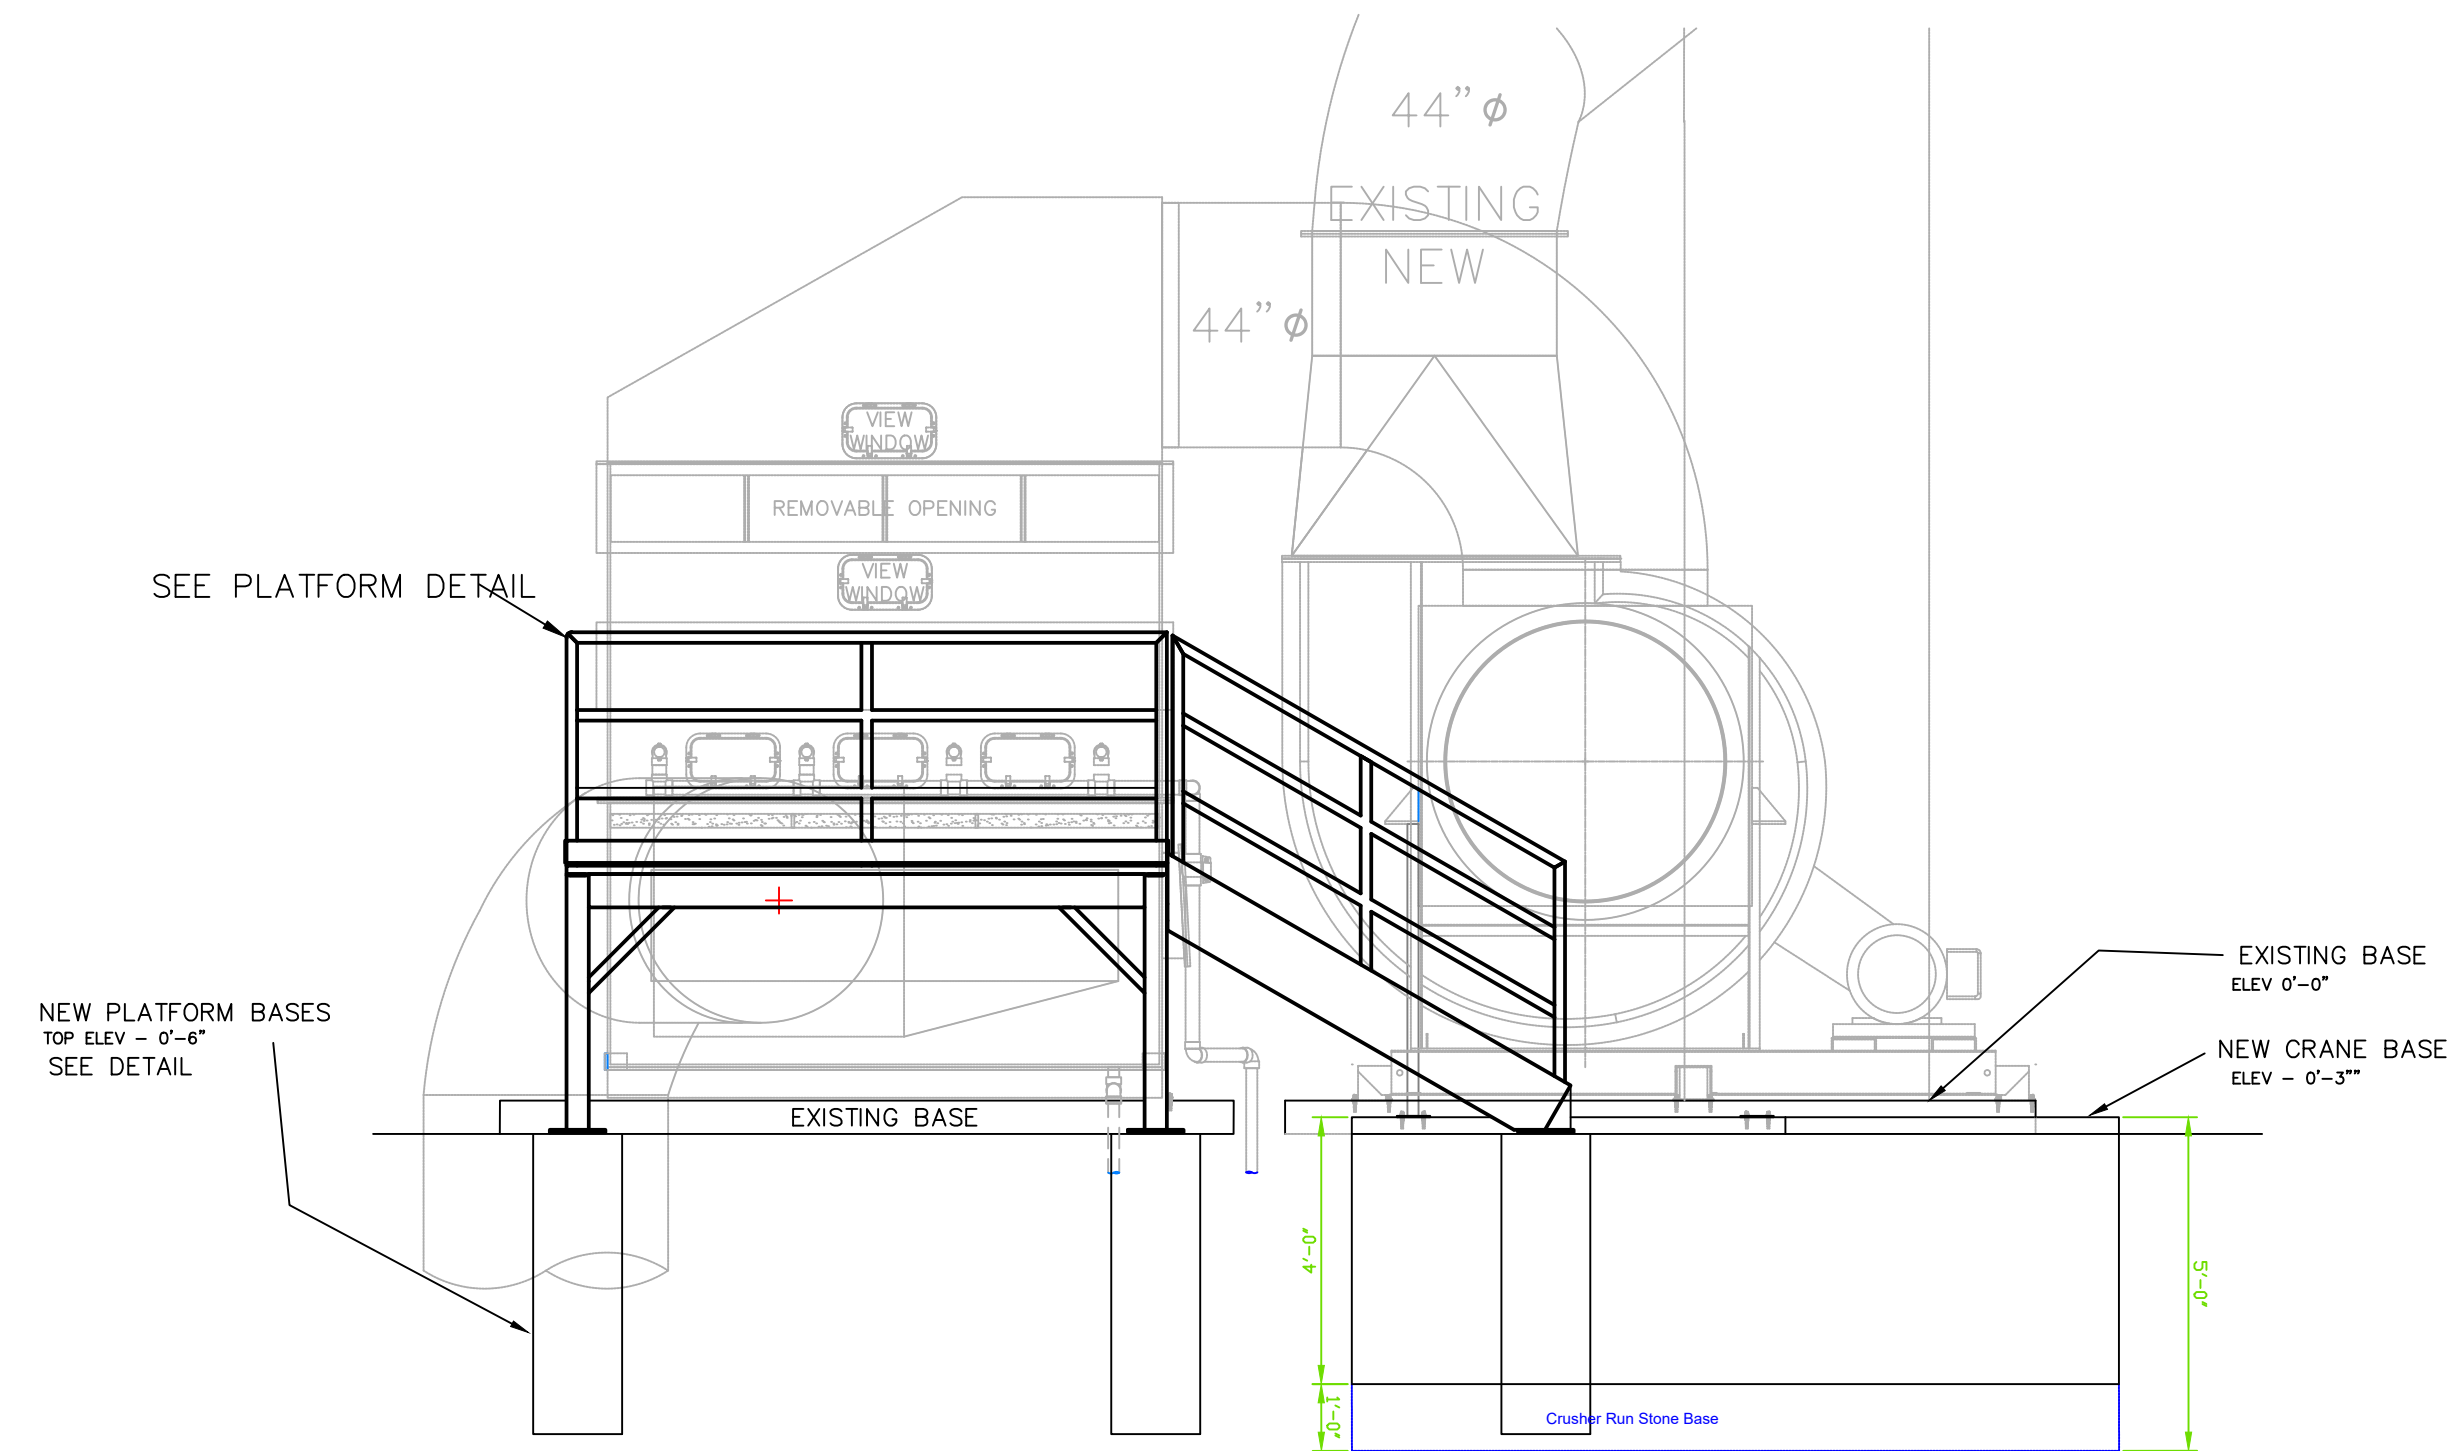 44"ϕ
EXISTING
NEW
44"ϕ
VIEW
WINDOW
REMOVABLE OPENING
VIEW
WINDOW
SEE PLATFORM DETAIL
EXISTING BASE
ELEV 0'-0"
NEW PLATFORM BASES
TOP ELEV - 0'-6"
SEE DETAIL
NEW CRANE BASE
ELEV - 0'-3""
EXISTING BASE
4'-0"
5'-0"
1'-0"
Crusher Run Stone Base